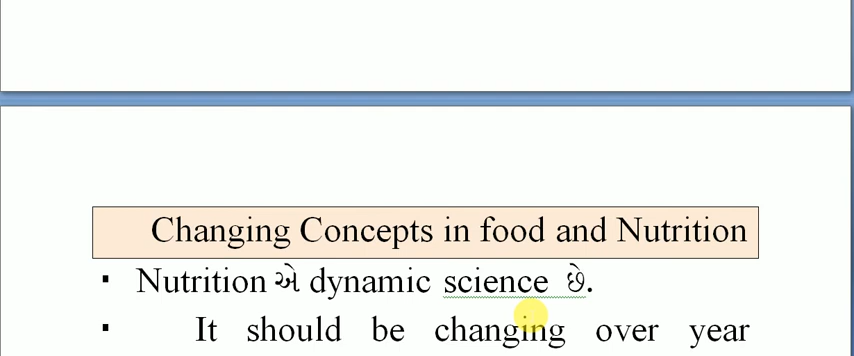 Changing Concepts in food and Nutrition
▪ Nutrition એ dynamic science છે.
▪ It should be changing over year